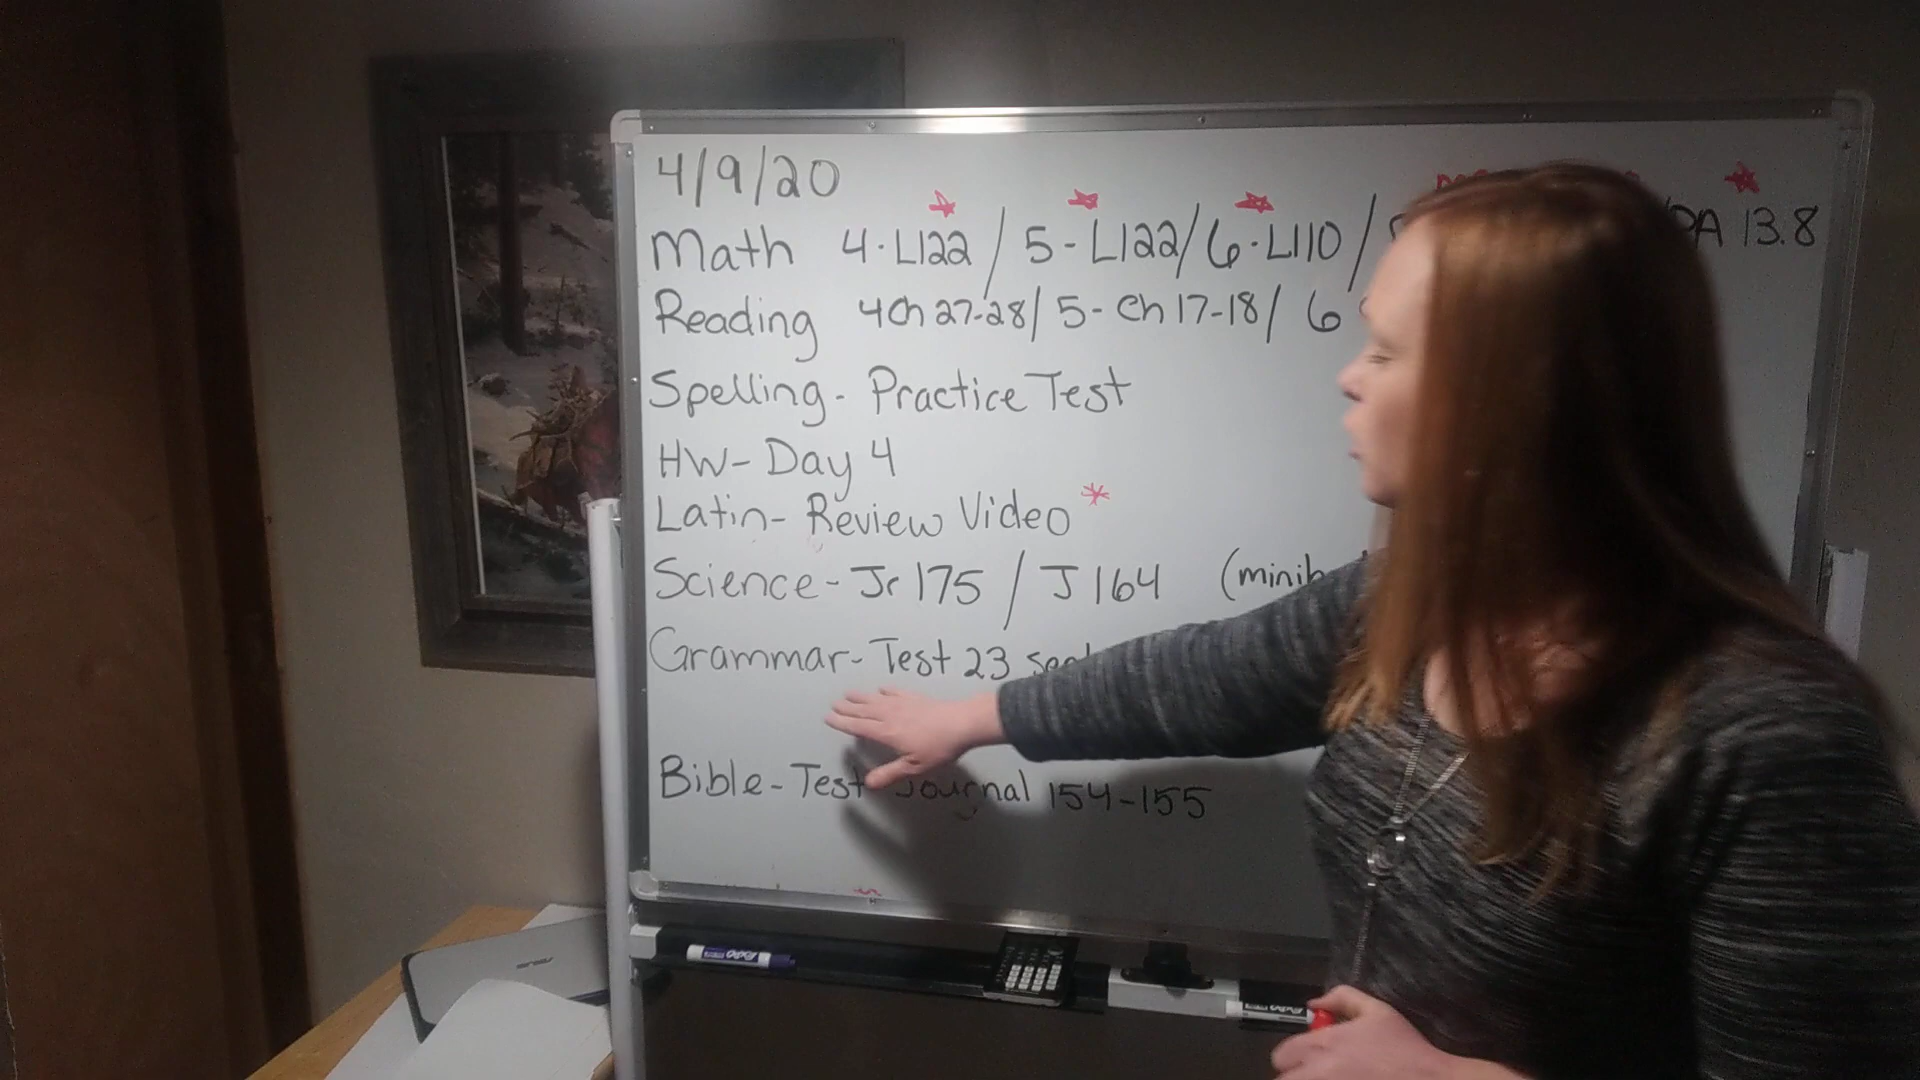 4/9/20
Math 4-L122 / 5-L122 / 6-L110 / PA 13.8
Reading 4 Ch 27-28 / 5- Ch 17-18 / 6
Spelling- Practice Test
HW- Day 4
Latin- Review Video *
Science- Jr 175 / J 164
Grammar- Test 23
Bible- Test Journal 154-155
EXPO